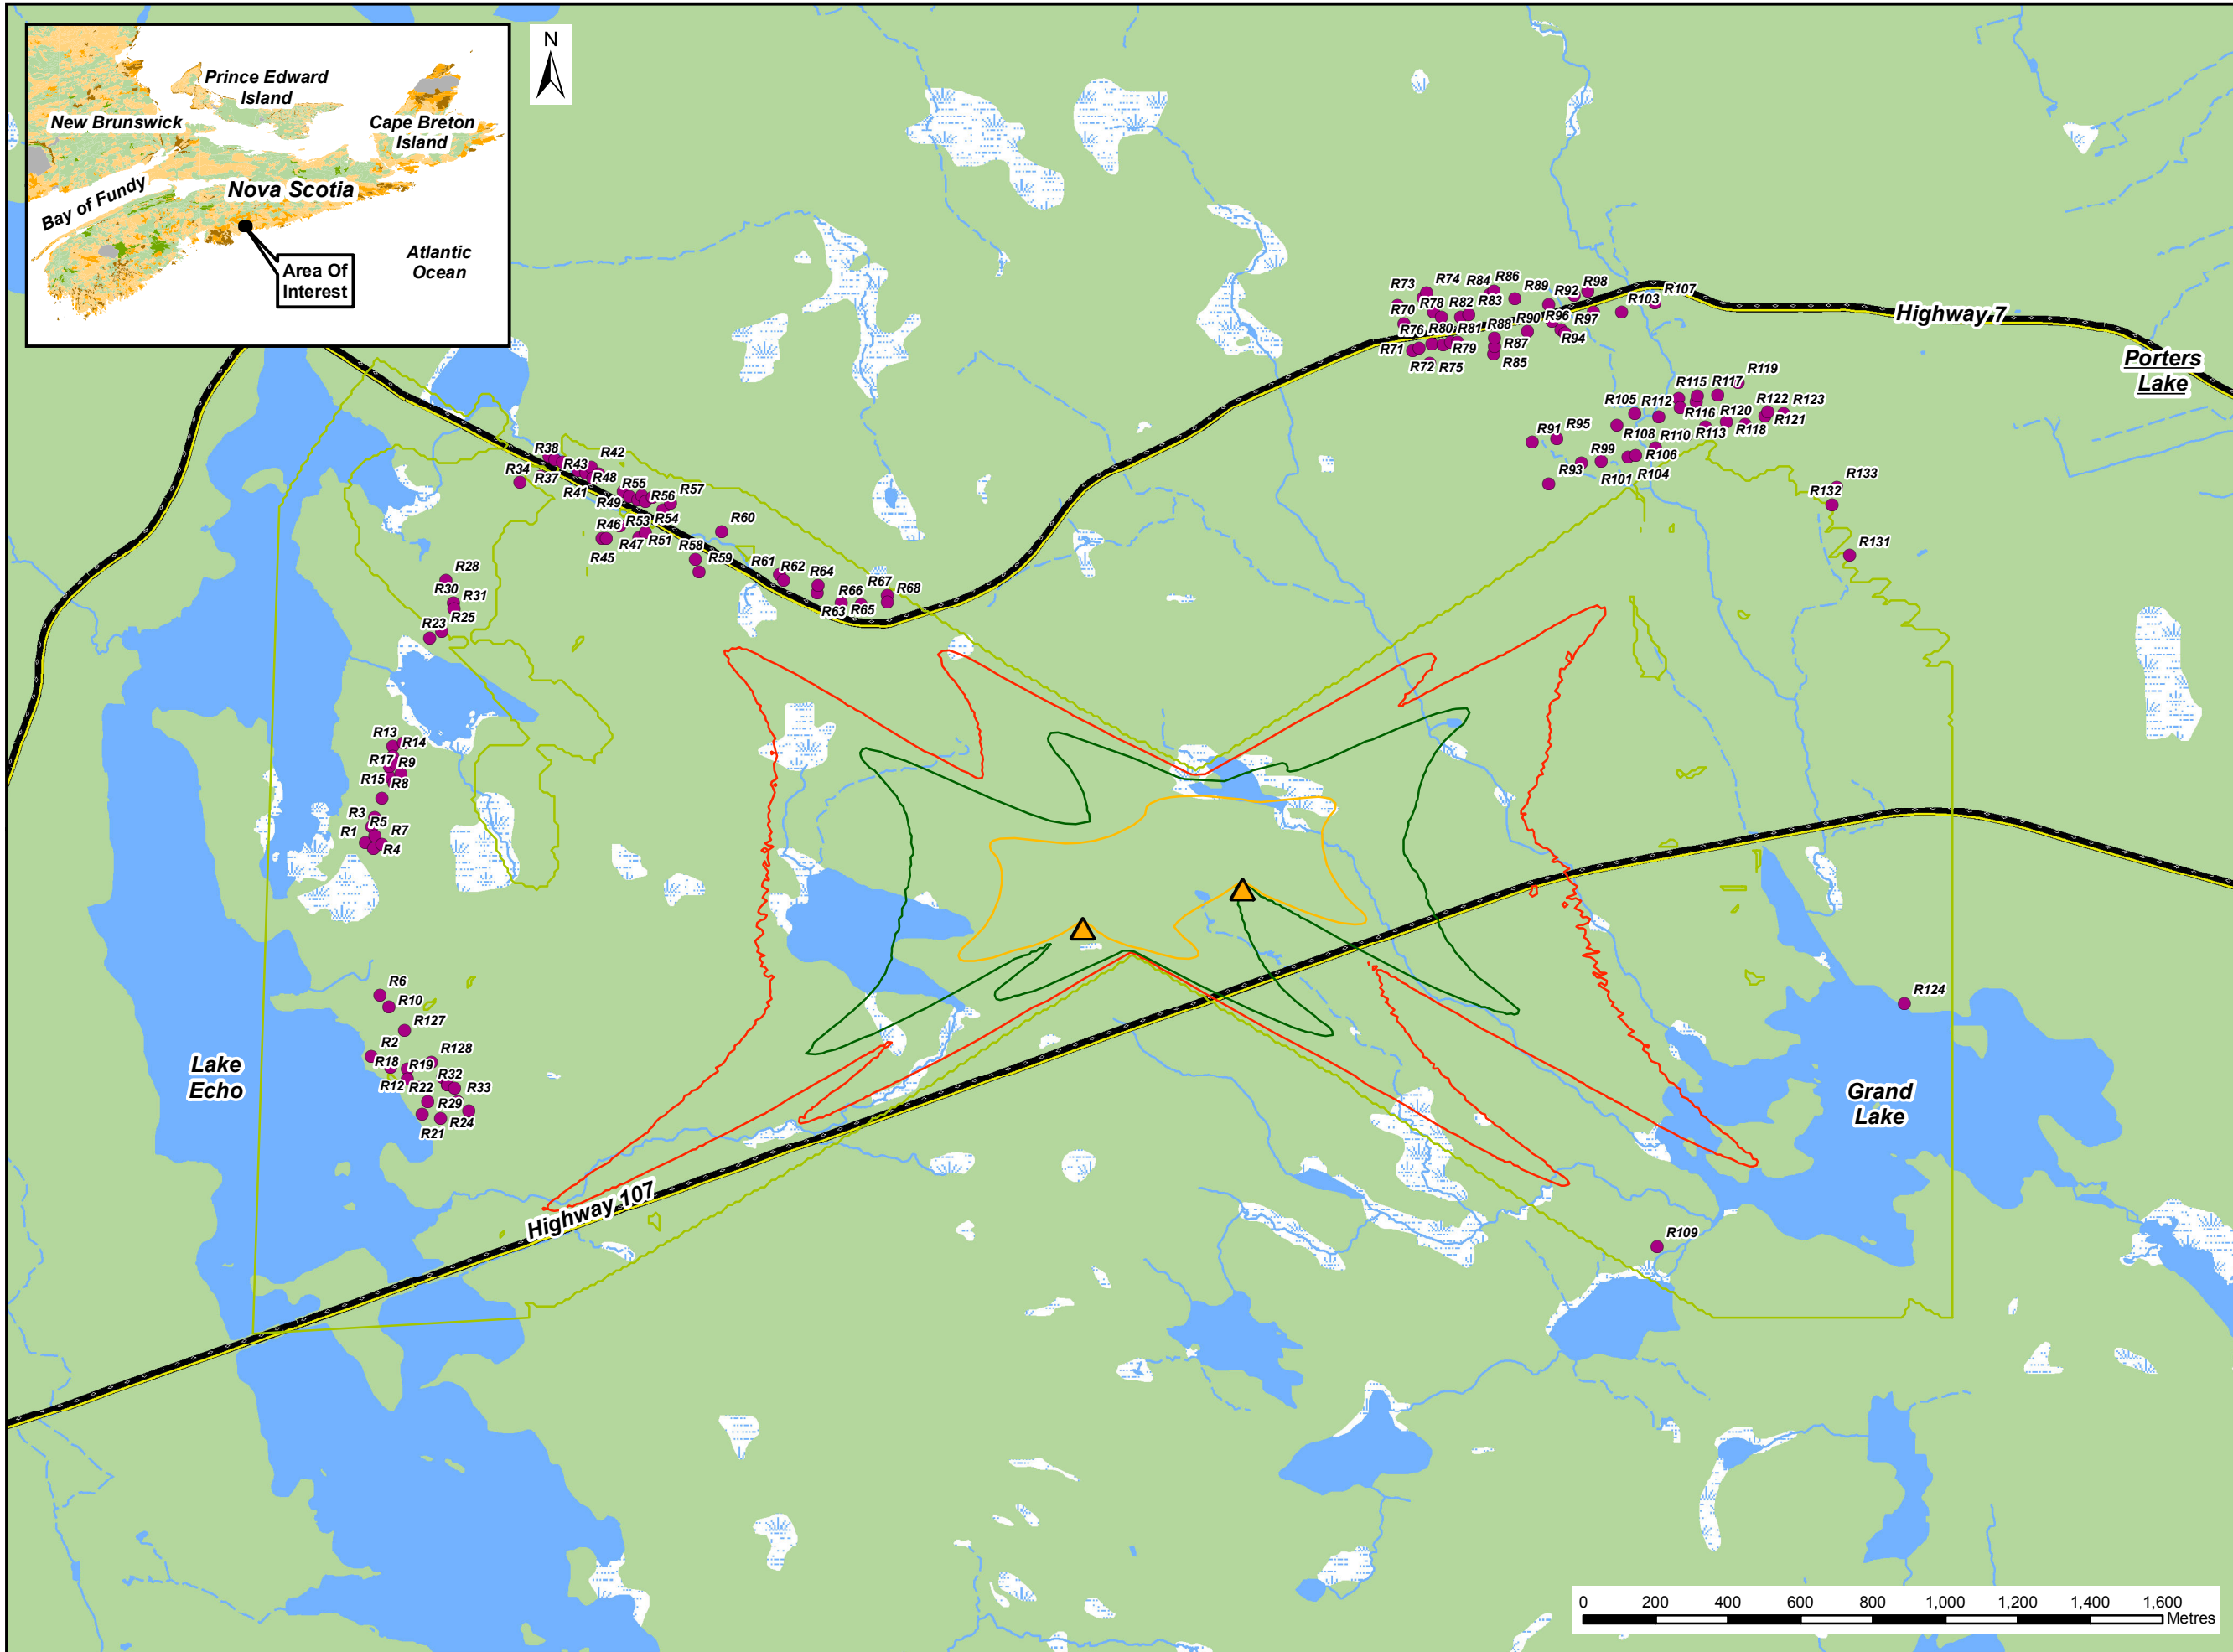 Prince Edward
Island
New Brunswick
Cape Breton
Island
Nova Scotia
Bay of Fundy
Atlantic
Ocean
Area Of
Interest
N
R73
R74
R84
R86
R89
R92
R98
R107
R103
R70
R78
R82
R83
R90
R96
R97
R76
R80
R81
R88
R94
R71
R79
R87
R72
R75
R85
Highway 7
Porters
Lake
R119
R115
R117
R105
R112
R122
R123
R116
R120
R121
R91
R95
R108
R113
R118
R110
R99
R106
R93
R101
R104
R133
R132
R131
R38
R42
R34
R43
R37
R48
R41
R55
R57
R49
R56
R46
R53
R54
R60
R45
R47
R51
R58
R59
R61
R62
R64
R67
R68
R66
R63
R65
R28
R30
R31
R25
R23
R13
R14
R17
R9
R15
R8
R3
R5
R1
R7
R4
R6
R10
R127
R2
R128
R18
R19
R32
R12
R22
R33
R29
R24
R21
Lake
Echo
R124
Grand
Lake
Highway 107
R109
0 200 400 600 800 1,000 1,200 1,400 1,600
Metres